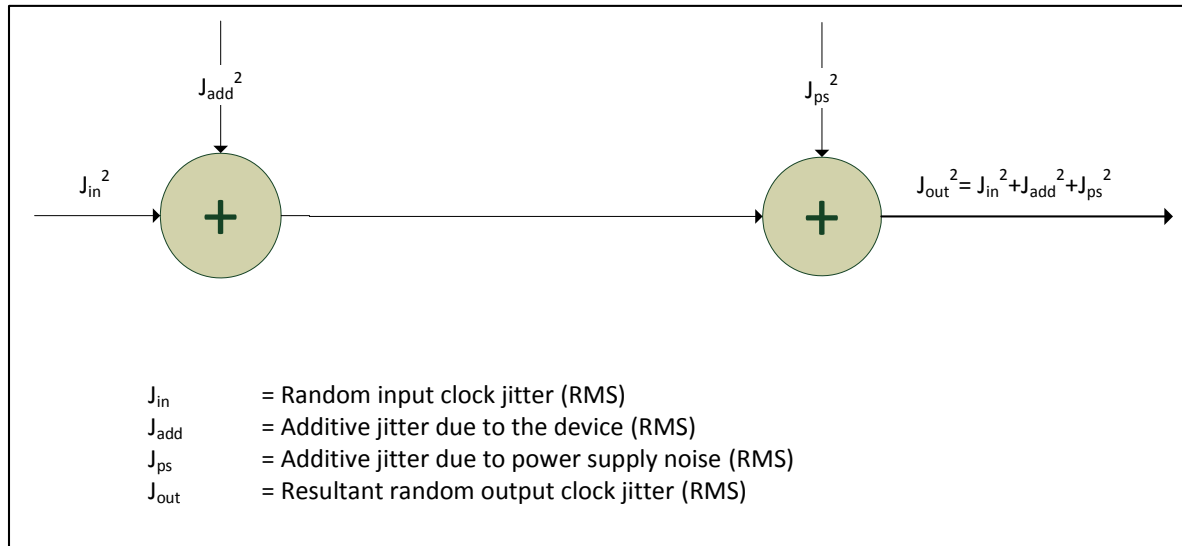 J_add^2
J_ps^2
J_in^2
J_out^2= J_in^2+J_add^2+J_ps^2
+
+
J_in = Random input clock jitter (RMS)
J_add = Additive jitter due to the device (RMS)
J_ps = Additive jitter due to power supply noise (RMS)
J_out = Resultant random output clock jitter (RMS)